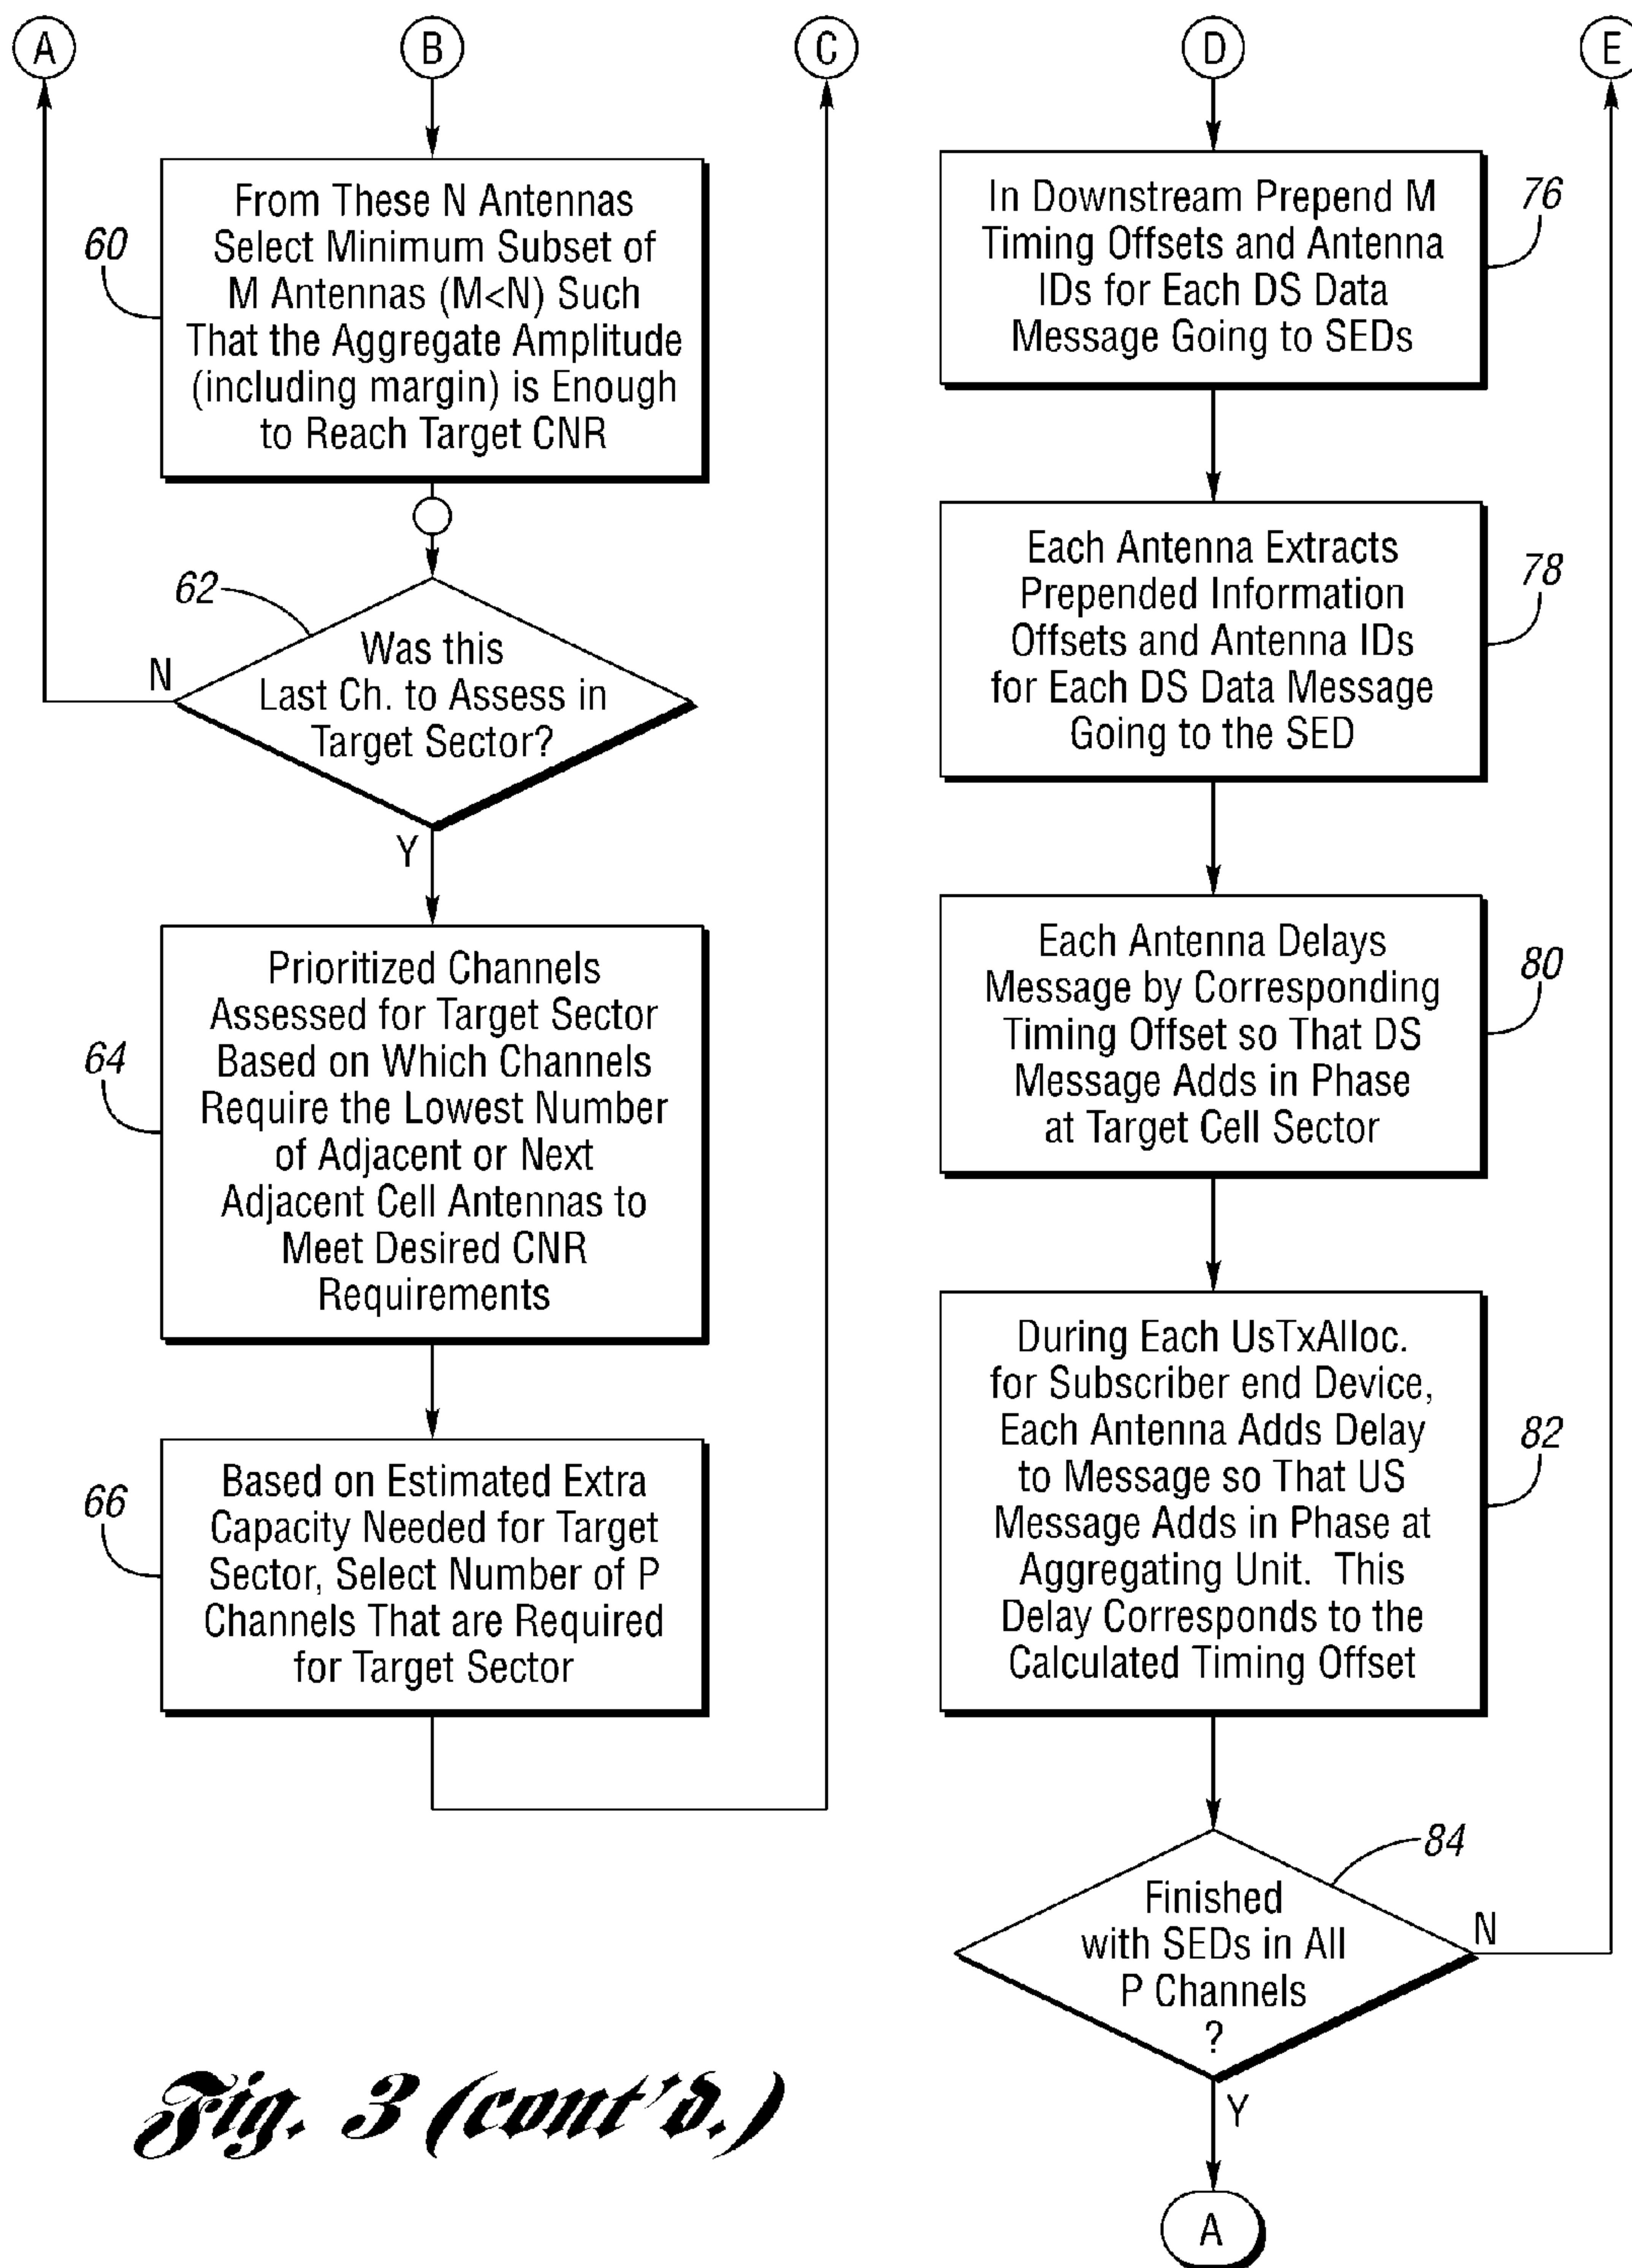 A
B
C
D
E
60
From These N Antennas
Select Minimum Subset of
M Antennas (M<N) Such
That the Aggregate Amplitude
(including margin) is Enough
to Reach Target CNR
62
Was this
Last Ch. to Assess in
Target Sector?
N
Y
64
Prioritized Channels
Assessed for Target Sector
Based on Which Channels
Require the Lowest Number
of Adjacent or Next
Adjacent Cell Antennas to
Meet Desired CNR
Requirements
66
Based on Estimated Extra
Capacity Needed for Target
Sector, Select Number of P
Channels That are Required
for Target Sector
In Downstream Prepend M
Timing Offsets and Antenna
IDs for Each DS Data
Message Going to SEDs
76
Each Antenna Extracts
Prepended Information
Offsets and Antenna IDs
for Each DS Data Message
Going to the SED
78
Each Antenna Delays
Message by Corresponding
Timing Offset so That DS
Message Adds in Phase
at Target Cell Sector
80
During Each UsTxAlloc.
for Subscriber end Device,
Each Antenna Adds Delay
to Message so That US
Message Adds in Phase at
Aggregating Unit. This
Delay Corresponds to the
Calculated Timing Offset
82
84
Finished
with SEDs in All
P Channels
?
N
Y
A
Fig. 3 (cont'd.)